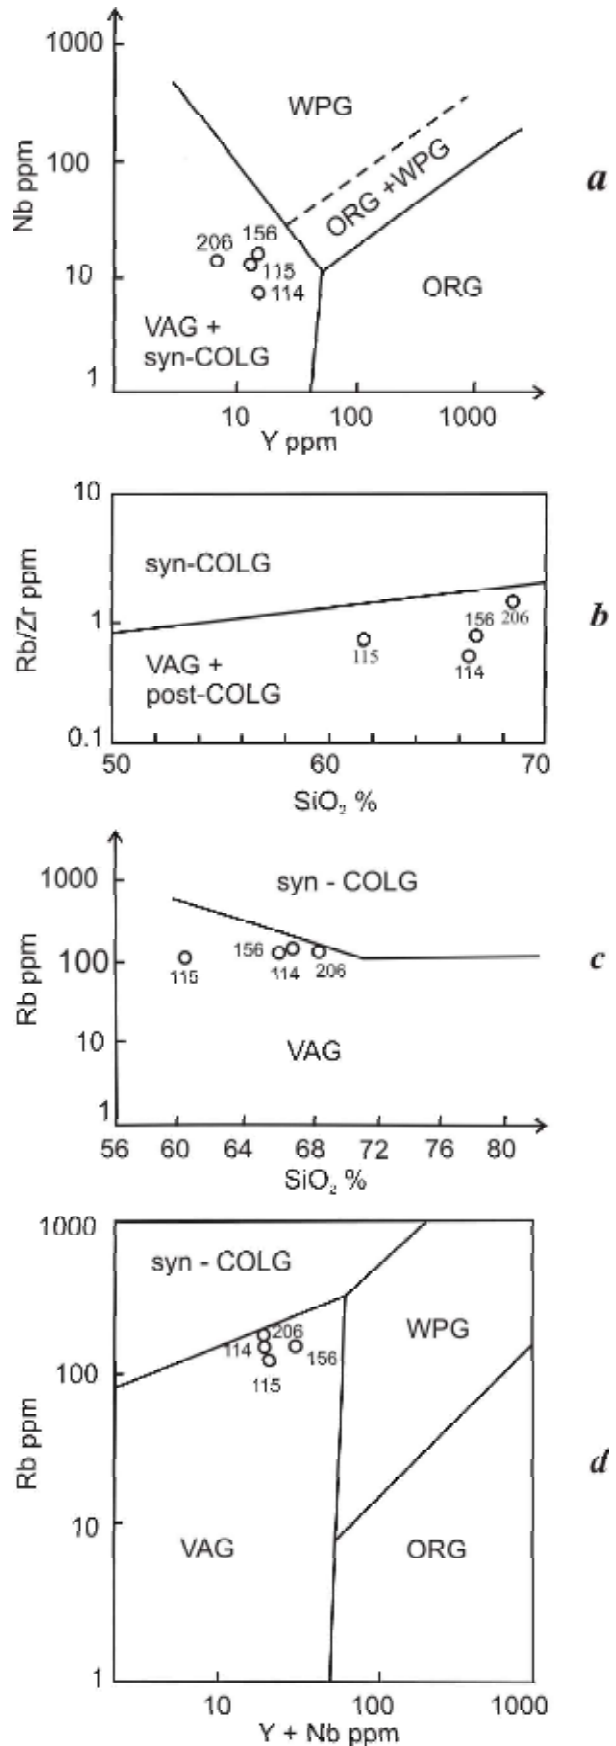 1000
Nb ppm
WPG
a
100
ORG +WPG
156
206
115
10
114
ORG
VAG +
syn-COLG
1
10 100 1000
Y ppm
10
Rb/Zr ppm
syn-COLG
1
156
206
b
115
VAG +
post-COLG
114
0.1
50 60 70
SiO₂ %
1000
syn - COLG
Rb ppm
156
c
100
115
114
206
10
VAG
1
56 60 64 68 72 76 80
SiO₂ %
1000
syn - COLG
206
WPG
114
156
115
100
Rb ppm
d
10
VAG
ORG
1
10 100 1000
Y + Nb ppm